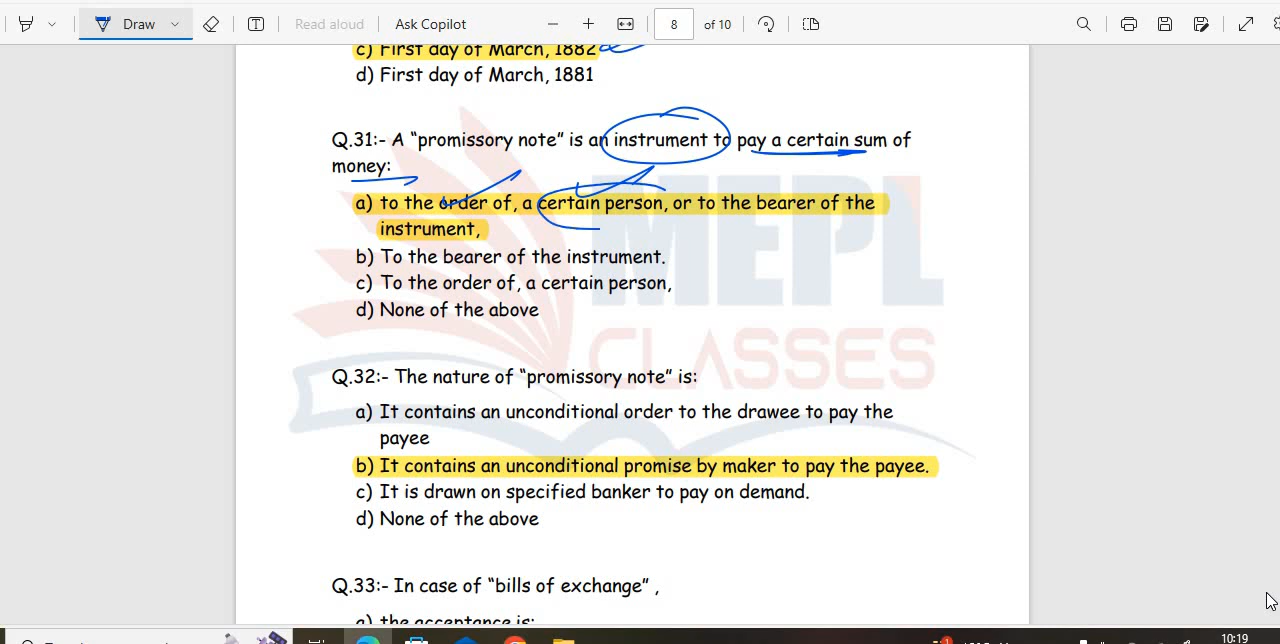 Draw
Read aloud
Ask Copilot
8
of 10
c) First day of March, 1882
d) First day of March, 1881
Q.31:- A “promissory note” is an instrument to pay a certain sum of
money:
a) to the order of, a certain person, or to the bearer of the
instrument,
b) To the bearer of the instrument.
c) To the order of, a certain person,
d) None of the above
MEPL
CLASSES
Q.32:- The nature of “promissory note” is:
a) It contains an unconditional order to the drawee to pay the
payee
b) It contains an unconditional promise by maker to pay the payee.
c) It is drawn on specified banker to pay on demand.
d) None of the above
Q.33:- In case of “bills of exchange” ,
a) the acceptance is:
1
10:19